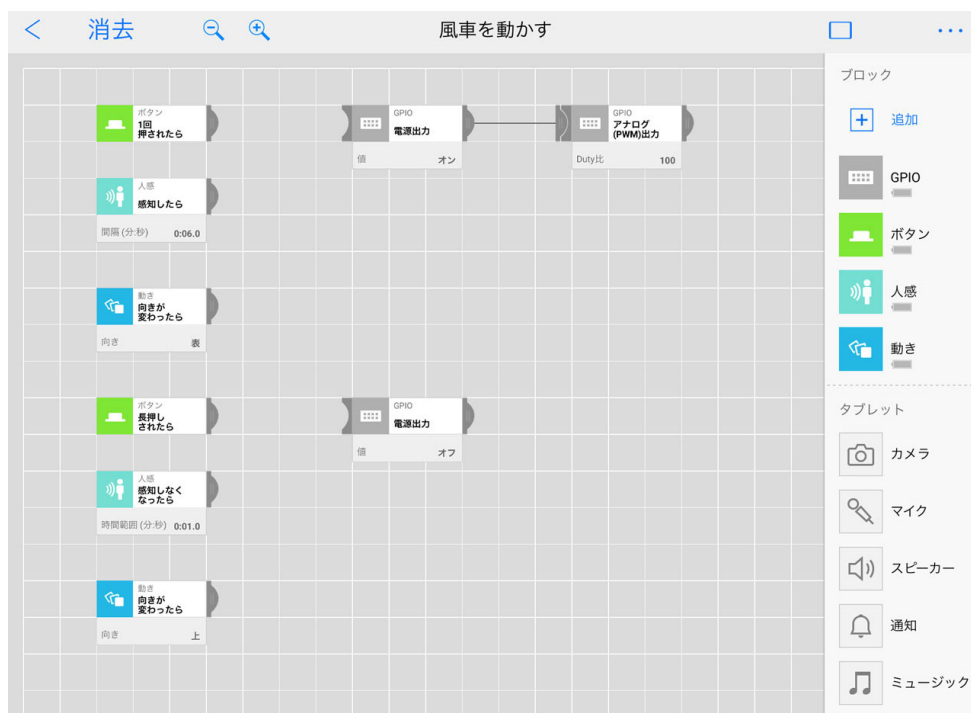 消去
風車を動かす
ボタン
1回
押されたら
GPIO
電源出力
値 オン
GPIO
アナログ
(PWM)出力
Duty比 100
人感
感知したら
間隔 (分:秒) 0:06.0
動き
向きが
変わったら
向き 表
ボタン
長押し
されたら
GPIO
電源出力
値 オフ
人感
感知しなく
なったら
時間範囲 (分:秒) 0:01.0
動き
向きが
変わったら
向き 上
ブロック
追加
GPIO
ボタン
人感
動き
タブレット
カメラ
マイク
スピーカー
通知
ミュージック